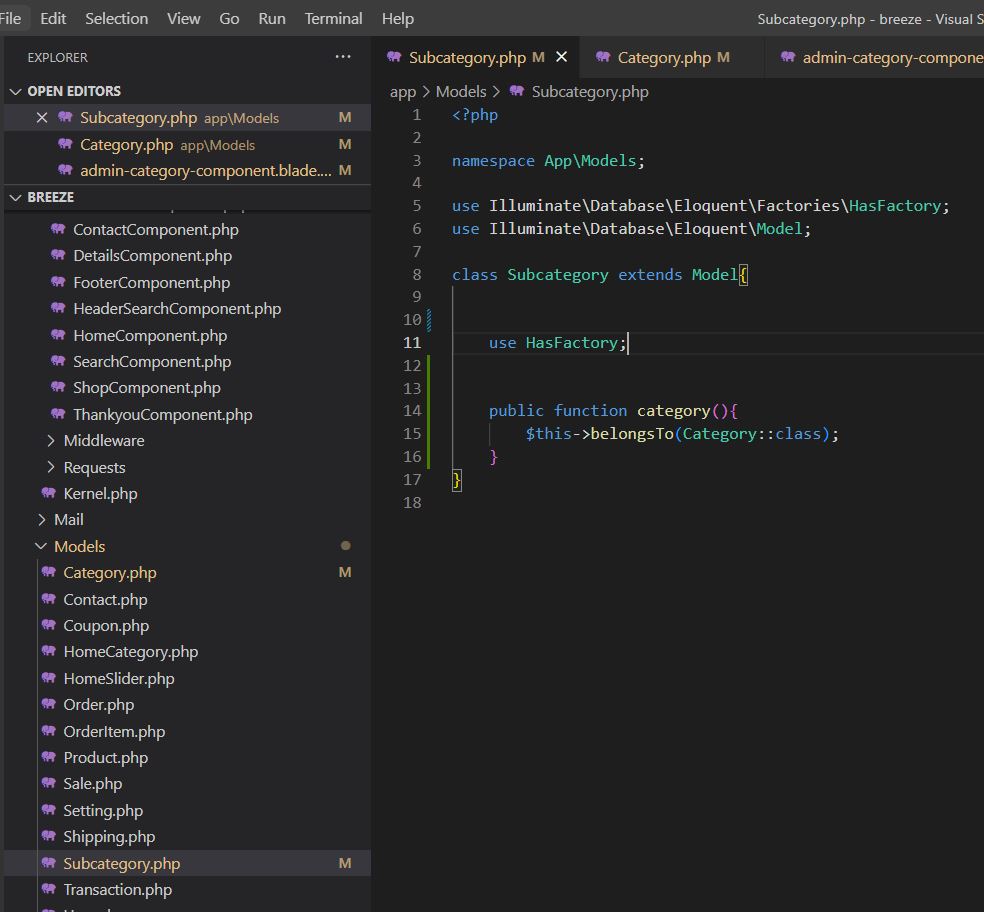 File Edit Selection View Go Run Terminal Help Subcategory.php - breeze - Visual S
EXPLORER ...
Subcategory.php M
Category.php M
admin-category-compone
OPEN EDITORS
Subcategory.php app\Models M
Category.php app\Models M
admin-category-component.blade.... M
BREEZE
ContactComponent.php
DetailsComponent.php
FooterComponent.php
HeaderSearchComponent.php
HomeComponent.php
SearchComponent.php
ShopComponent.php
ThankyouComponent.php
Middleware
Requests
Kernel.php
Mail
Models
Category.php M
Contact.php
Coupon.php
HomeCategory.php
HomeSlider.php
Order.php
OrderItem.php
Product.php
Sale.php
Setting.php
Shipping.php
Subcategory.php M
Transaction.php
app > Models > Subcategory.php
1 <?php
2
3 namespace App\Models;
4
5 use Illuminate\Database\Eloquent\Factories\HasFactory;
6 use Illuminate\Database\Eloquent\Model;
7
8 class Subcategory extends Model{
9
10
11 use HasFactory;
12
13
14 public function category(){
15 $this->belongsTo(Category::class);
16 }
17 }
18